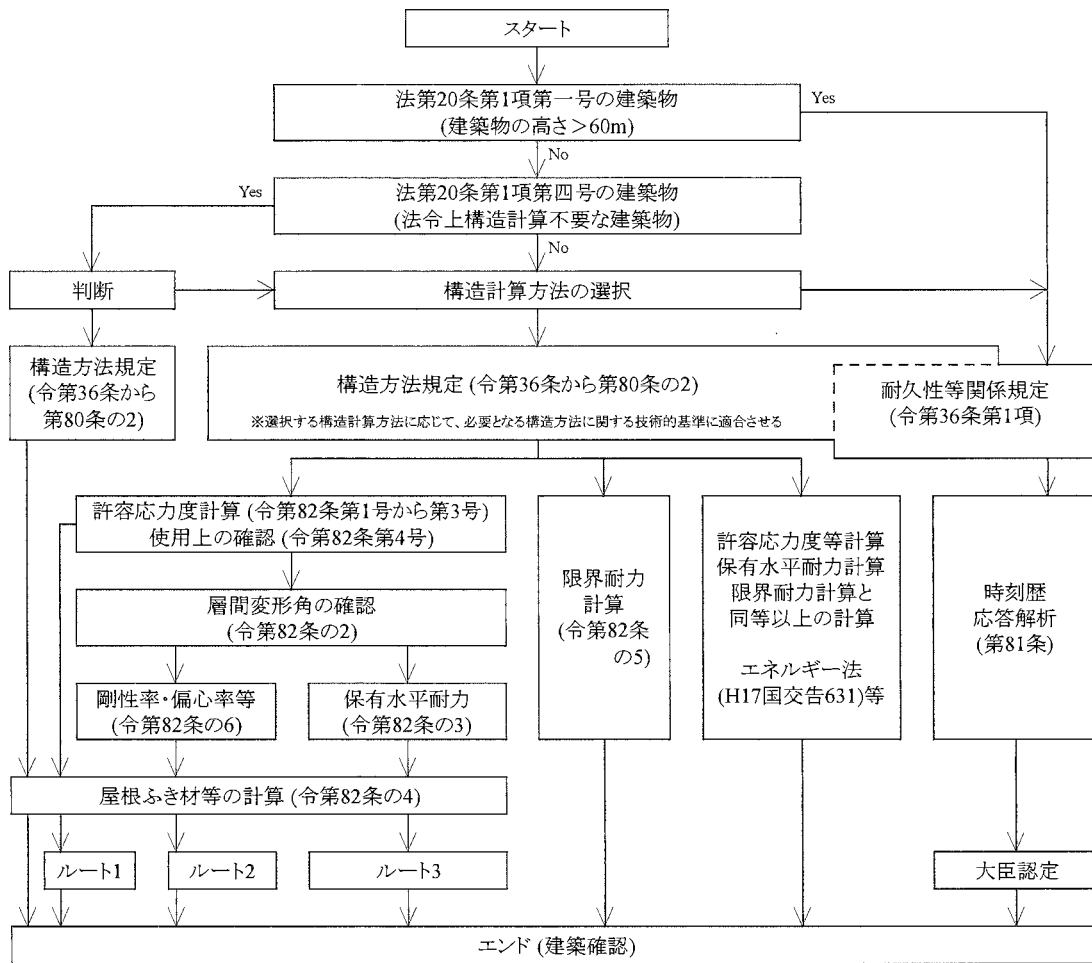 スタート
法第20条第1項第一号の建築物
(建築物の高さ＞60m)
Yes
No
法第20条第1項第四号の建築物
(法令上構造計算不要な建築物)
Yes
No
判断
構造計算方法の選択
構造方法規定
(令第36条から
第80条の2)
構造方法規定 (令第36条から第80条の2)
※選択する構造計算方法に応じて、必要となる構造方法に関する技術的基準に適合させる
耐久性等関係規定
(令第36条第1項)
許容応力度計算 (令第82条第1号から第3号)
使用上の確認 (令第82条第4号)
層間変形角の確認
(令第82条の2)
剛性率・偏心率等
(令第82条の6)
保有水平耐力
(令第82条の3)
限界耐力
計算
(令第82条
の5)
許容応力度等計算
保有水平耐力計算
限界耐力計算と
同等以上の計算
エネルギー法
(H17国交告631)等
時刻歴
応答解析
(第81条)
屋根ふき材等の計算 (令第82条の4)
ルート1
ルート2
ルート3
大臣認定
エンド (建築確認)